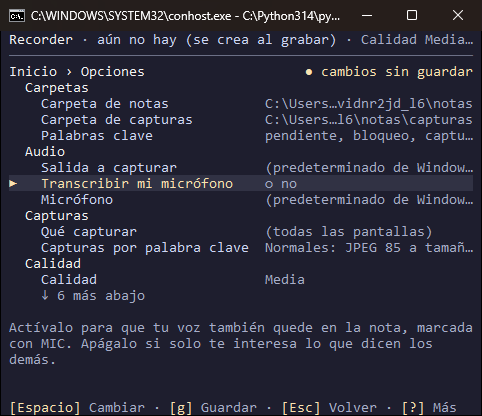 C:\WINDOWS\SYSTEM32\conhost.exe - C:\Python314\py…
Recorder · aún no hay (se crea al grabar) · Calidad Media…
Inicio › Opciones ● cambios sin guardar
Carpetas
Carpeta de notas C:\Users…vidnr2jd_l6\notas
Carpeta de capturas C:\Users…l6\notas\capturas
Palabras clave pendiente, bloqueo, captu…
Audio
Salida a capturar (predeterminado de Window…
► Transcribir mi micrófono o no
Micrófono (predeterminado de Window…
Capturas
Qué capturar (todas las pantallas)
Capturas por palabra clave Normales: JPEG 85 a tamañ…
Calidad
Calidad Media
↓ 6 más abajo
Actívalo para que tu voz también quede en la nota, marcada
con MIC. Apágalo si solo te interesa lo que dicen los
demás.
[Espacio] Cambiar · [g] Guardar · [Esc] Volver · [?] Más